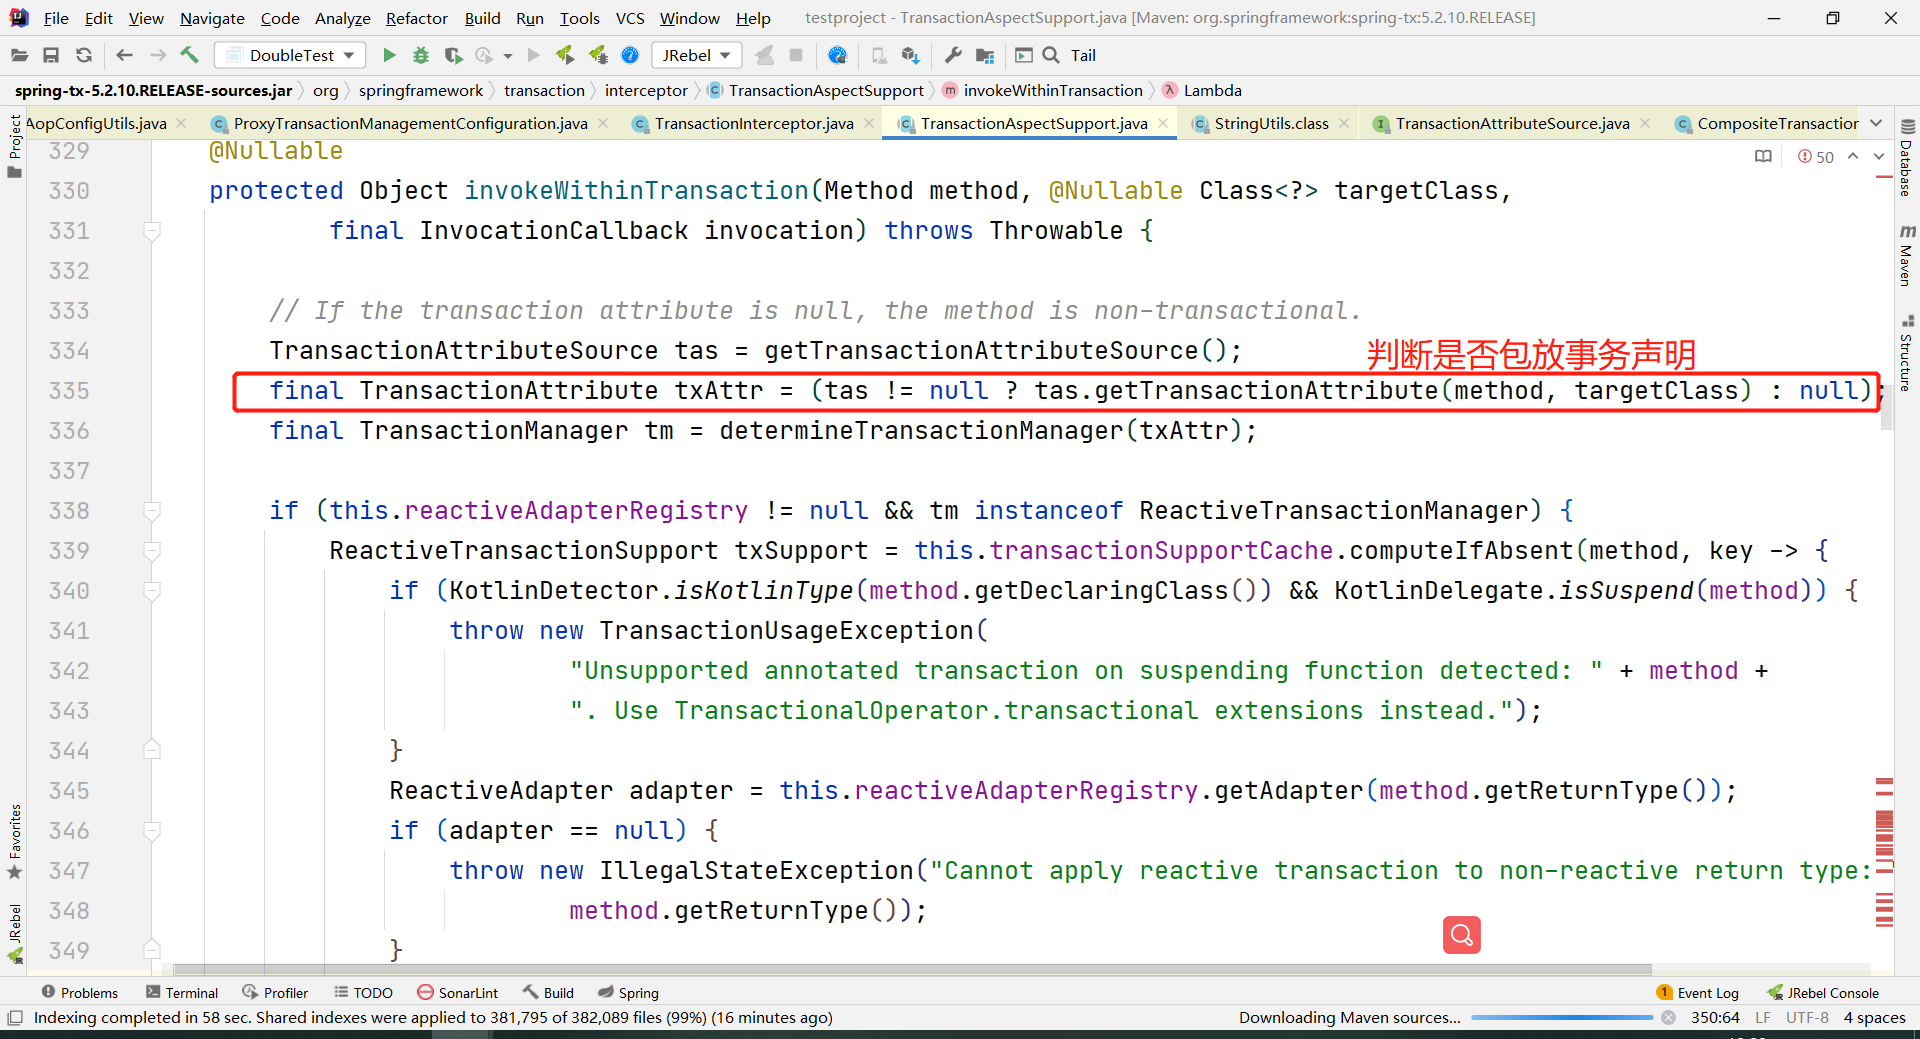 File Edit View Navigate Code Analyze Refactor Build Run Tools VCS Window Help testproject - TransactionAspectSupport.java [Maven: org.springframework:spring-tx:5.2.10.RELEASE]
DoubleTest JRebel Tail
spring-tx-5.2.10.RELEASE-sources.jar org springframework transaction interceptor TransactionAspectSupport invokeWithinTransaction Lambda
AopConfigUtils.java ProxyTransactionManagementConfiguration.java TransactionInterceptor.java TransactionAspectSupport.java StringUtils.class TransactionAttributeSource.java CompositeTransaction
Project
Favorites
JRebel
Database
Maven
Structure
50
329 @Nullable
330 protected Object invokeWithinTransaction(Method method, @Nullable Class<?> targetClass,
331 final InvocationCallback invocation) throws Throwable {
332
333 // If the transaction attribute is null, the method is non-transactional.
334 TransactionAttributeSource tas = getTransactionAttributeSource();
判断是否包放事务声明
335 final TransactionAttribute txAttr = (tas != null ? tas.getTransactionAttribute(method, targetClass) : null);
336 final TransactionManager tm = determineTransactionManager(txAttr);
337
338 if (this.reactiveAdapterRegistry != null && tm instanceof ReactiveTransactionManager) {
339 ReactiveTransactionSupport txSupport = this.transactionSupportCache.computeIfAbsent(method, key -> {
340 if (KotlinDetector.isKotlinType(method.getDeclaringClass()) && KotlinDelegate.isSuspend(method)) {
341 throw new TransactionUsageException(
342 "Unsupported annotated transaction on suspending function detected: " + method +
343 ". Use TransactionalOperator.transactional extensions instead.");
344 }
345 ReactiveAdapter adapter = this.reactiveAdapterRegistry.getAdapter(method.getReturnType());
346 if (adapter == null) {
347 throw new IllegalStateException("Cannot apply reactive transaction to non-reactive return type: "
348 method.getReturnType());
349 }
Problems Terminal Profiler TODO SonarLint Build Spring 1 Event Log JRebel Console
Indexing completed in 58 sec. Shared indexes were applied to 381,795 of 382,089 files (99%) (16 minutes ago) Downloading Maven sources... 350:64 LF UTF-8 4 spaces